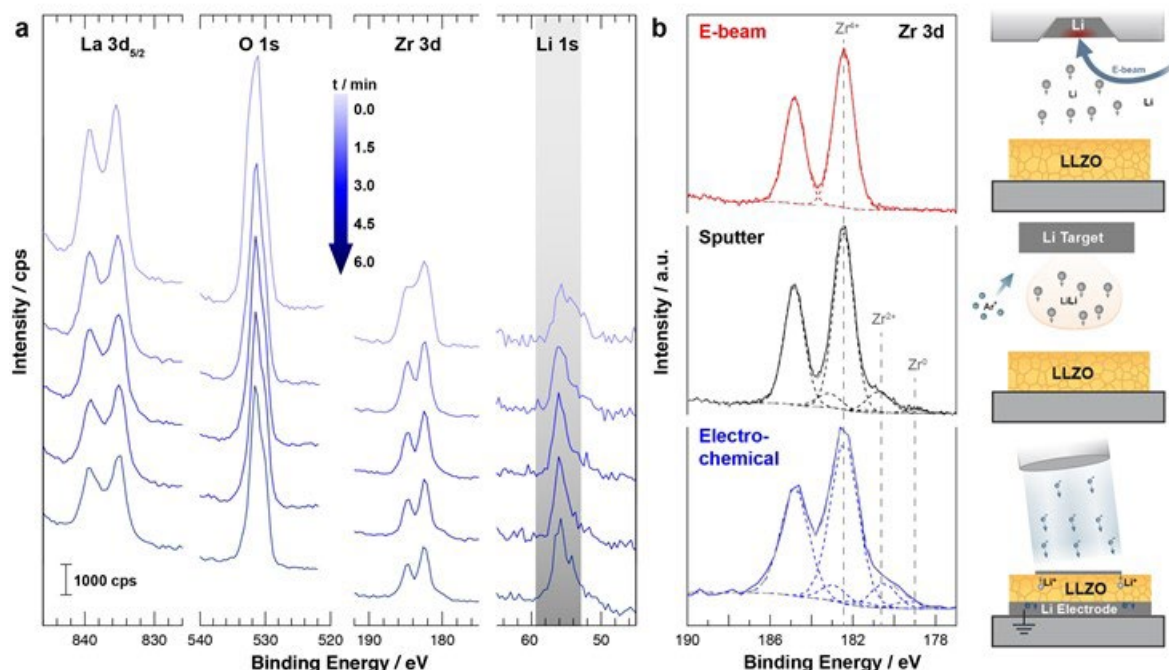 a
La 3d5/2
O 1s
Zr 3d
Li 1s
t / min
0.0
1.5
3.0
4.5
6.0
Intensity / cps
1000 cps
840
830
540
530
520
190
180
60
50
Binding Energy / eV
b
E-beam
Zr4+
Zr 3d
Sputter
Zr2+
Zr0
Electro-
chemical
Intensity / a.u.
190
186
182
178
Binding Energy / eV
Li
E-beam
Li
Li
LLZO
Li Target
Ar+
LiLi
LLZO
Li+
Li+
LLZO
Li Electrode